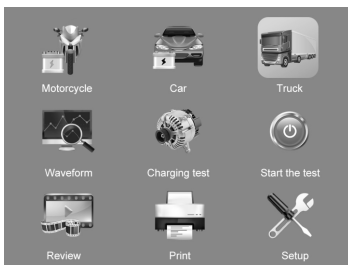 Motorcycle Car Truck
Waveform Charging test Start the test
Review Print Setup